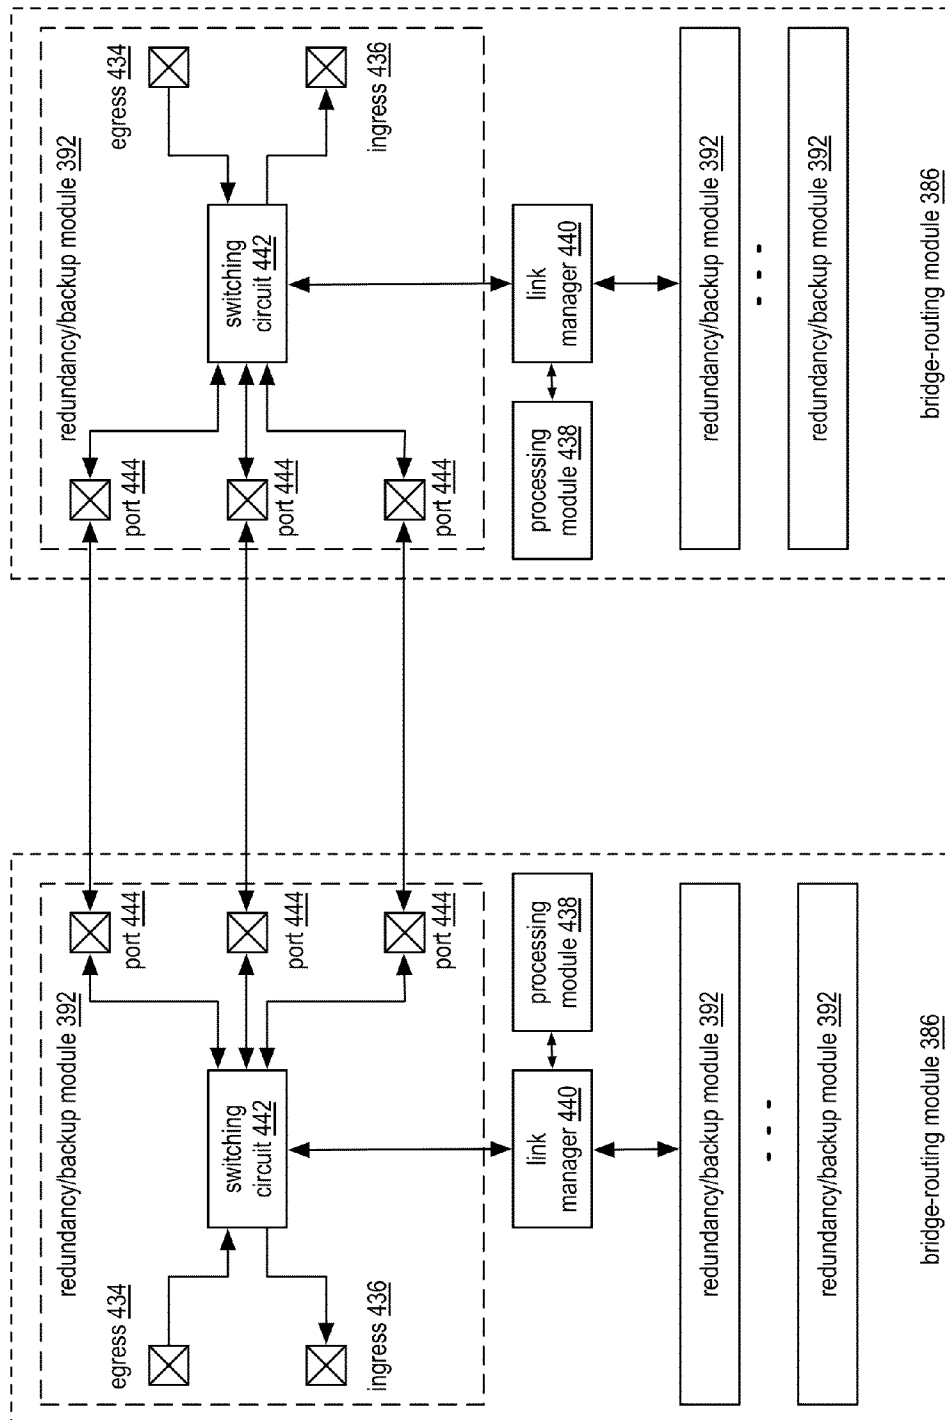 redundancy/backup module 392
egress 434
ingress 436
switching
circuit 442
port 444
port 444
port 444
link
manager 440
processing
module 438
redundancy/backup module 392
redundancy/backup module 392
bridge-routing module 386
redundancy/backup module 392
port 444
port 444
port 444
switching
circuit 442
egress 434
ingress 436
processing
module 438
link
manager 440
redundancy/backup module 392
redundancy/backup module 392
bridge-routing module 386